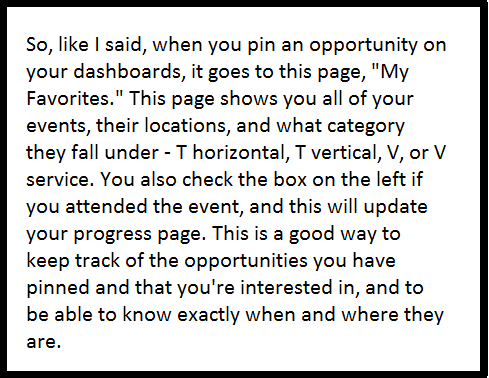 So, like I said, when you pin an opportunity on
your dashboards, it goes to this page, "My
Favorites." This page shows you all of your
events, their locations, and what category
they fall under - T horizontal, T vertical, V, or V
service. You also check the box on the left if
you attended the event, and this will update
your progress page. This is a good way to
keep track of the opportunities you have
pinned and that you're interested in, and to
be able to know exactly when and where they
are.